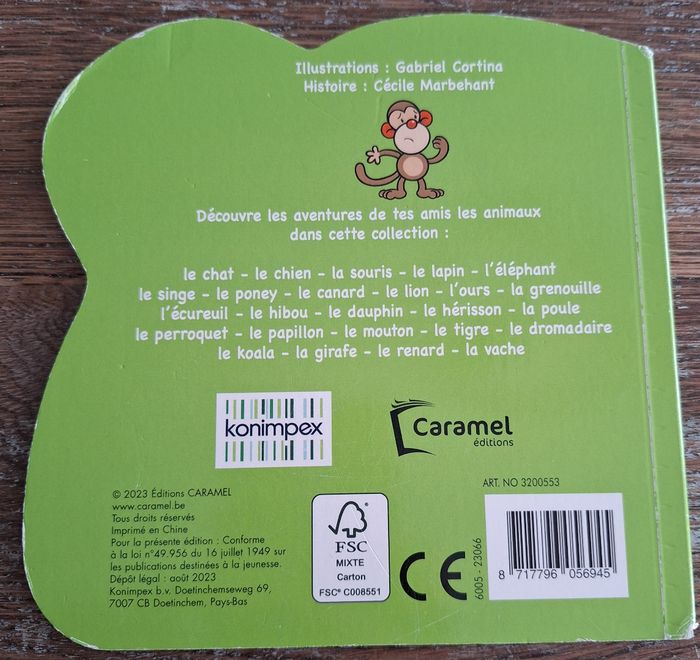 Illustrations : Gabriel Cortina
Histoire : Cécile Marbehant
Découvre les aventures de tes amis les animaux
dans cette collection :
le chat - le chien - la souris - le lapin - l'éléphant
le singe - le poney - le canard - le lion - l'ours - la grenouille
l'écureuil - le hibou - le dauphin - le hérisson - la poule
le perroquet - le papillon - le mouton - le tigre - le dromadaire
le koala - la girafe - le renard - la vache
konimpex
Caramel
éditions
© 2023 Éditions CARAMEL
www.caramel.be
Tous droits réservés
Imprimé en Chine
Pour la présente édition : Conforme
à la loi n°49.956 du 16 juillet 1949 sur
les publications destinées à la jeunesse.
Dépôt légal : août 2023
Konimpex b.v. Doetinchemseweg 69,
7007 CB Doetinchem, Pays-Bas
FSC
MIXTE
Carton
FSC® C008551
CE
6005 - 23066
ART. NO 3200553
8 717796 056945